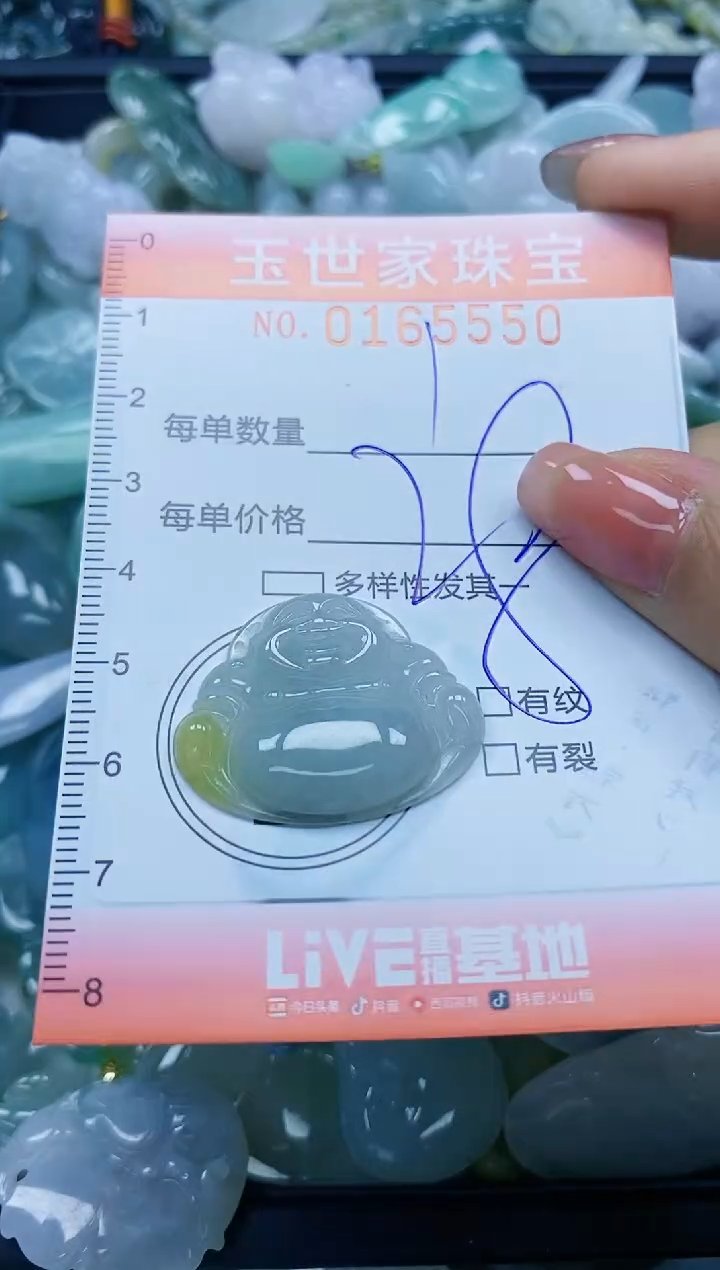 玉世家珠宝
NO. 0165550
每单数量 1
每单价格
多样性发其一
有纹
有裂
LiVE直播基地
今日头条 抖音 西瓜视频 抖音火山版
0
1
2
3
4
5
6
7
8